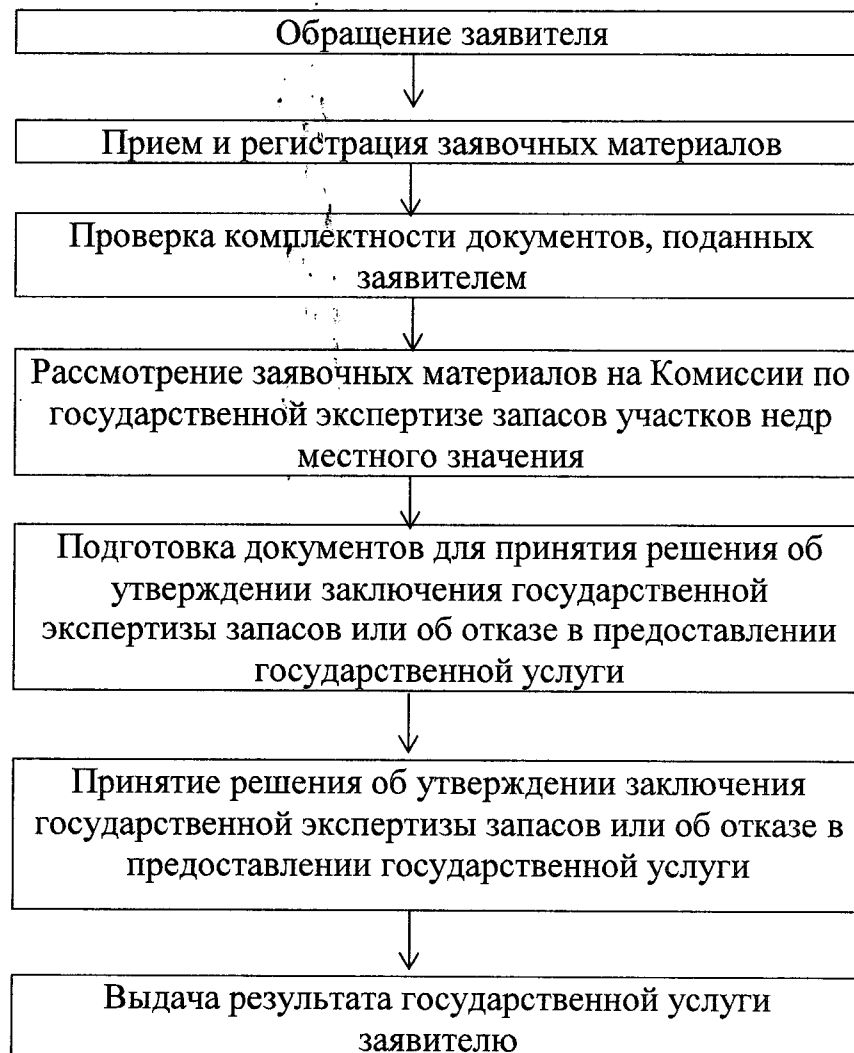 Обращение заявителя
Прием и регистрация заявочных материалов
Проверка комплектности документов, поданных
заявителем
Рассмотрение заявочных материалов на Комиссии по
государственной экспертизе запасов участков недр
местного значения
Подготовка документов для принятия решения об
утверждении заключения государственной
экспертизы запасов или об отказе в предоставлении
государственной услуги
Принятие решения об утверждении заключения
государственной экспертизы запасов или об отказе в
предоставлении государственной услуги
Выдача результата государственной услуги
заявителю